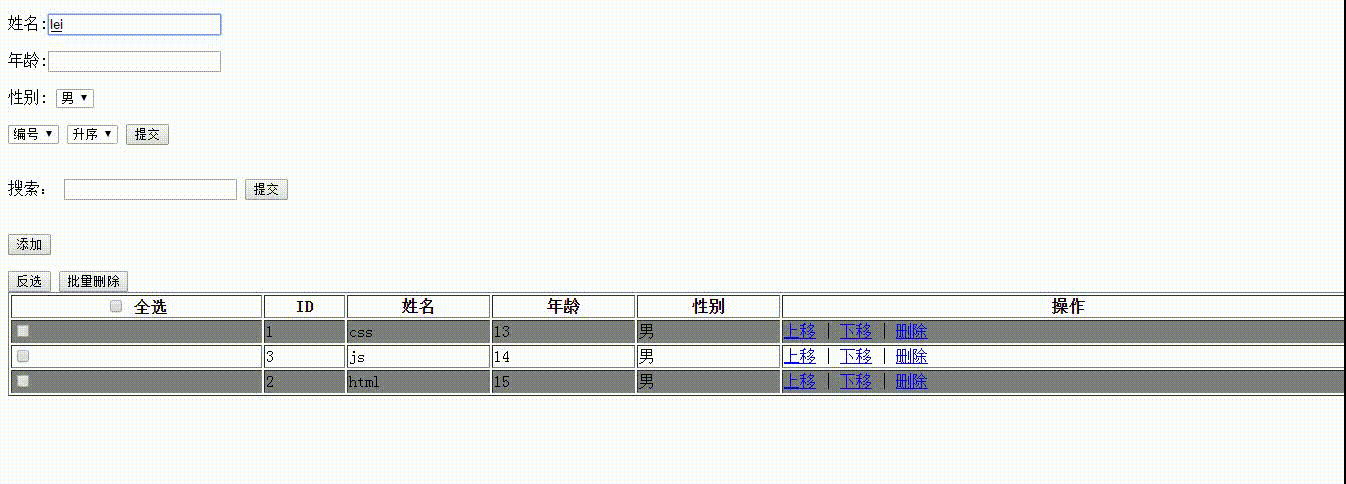 姓名:lei
年龄:
性别: 男
编号 升序 提交
搜索: 提交
添加
反选 批量删除
全选 ID 姓名 年龄 性别 操作
1 css 13 男 上移 | 下移 | 删除
3 js 14 男 上移 | 下移 | 删除
2 html 15 男 上移 | 下移 | 删除